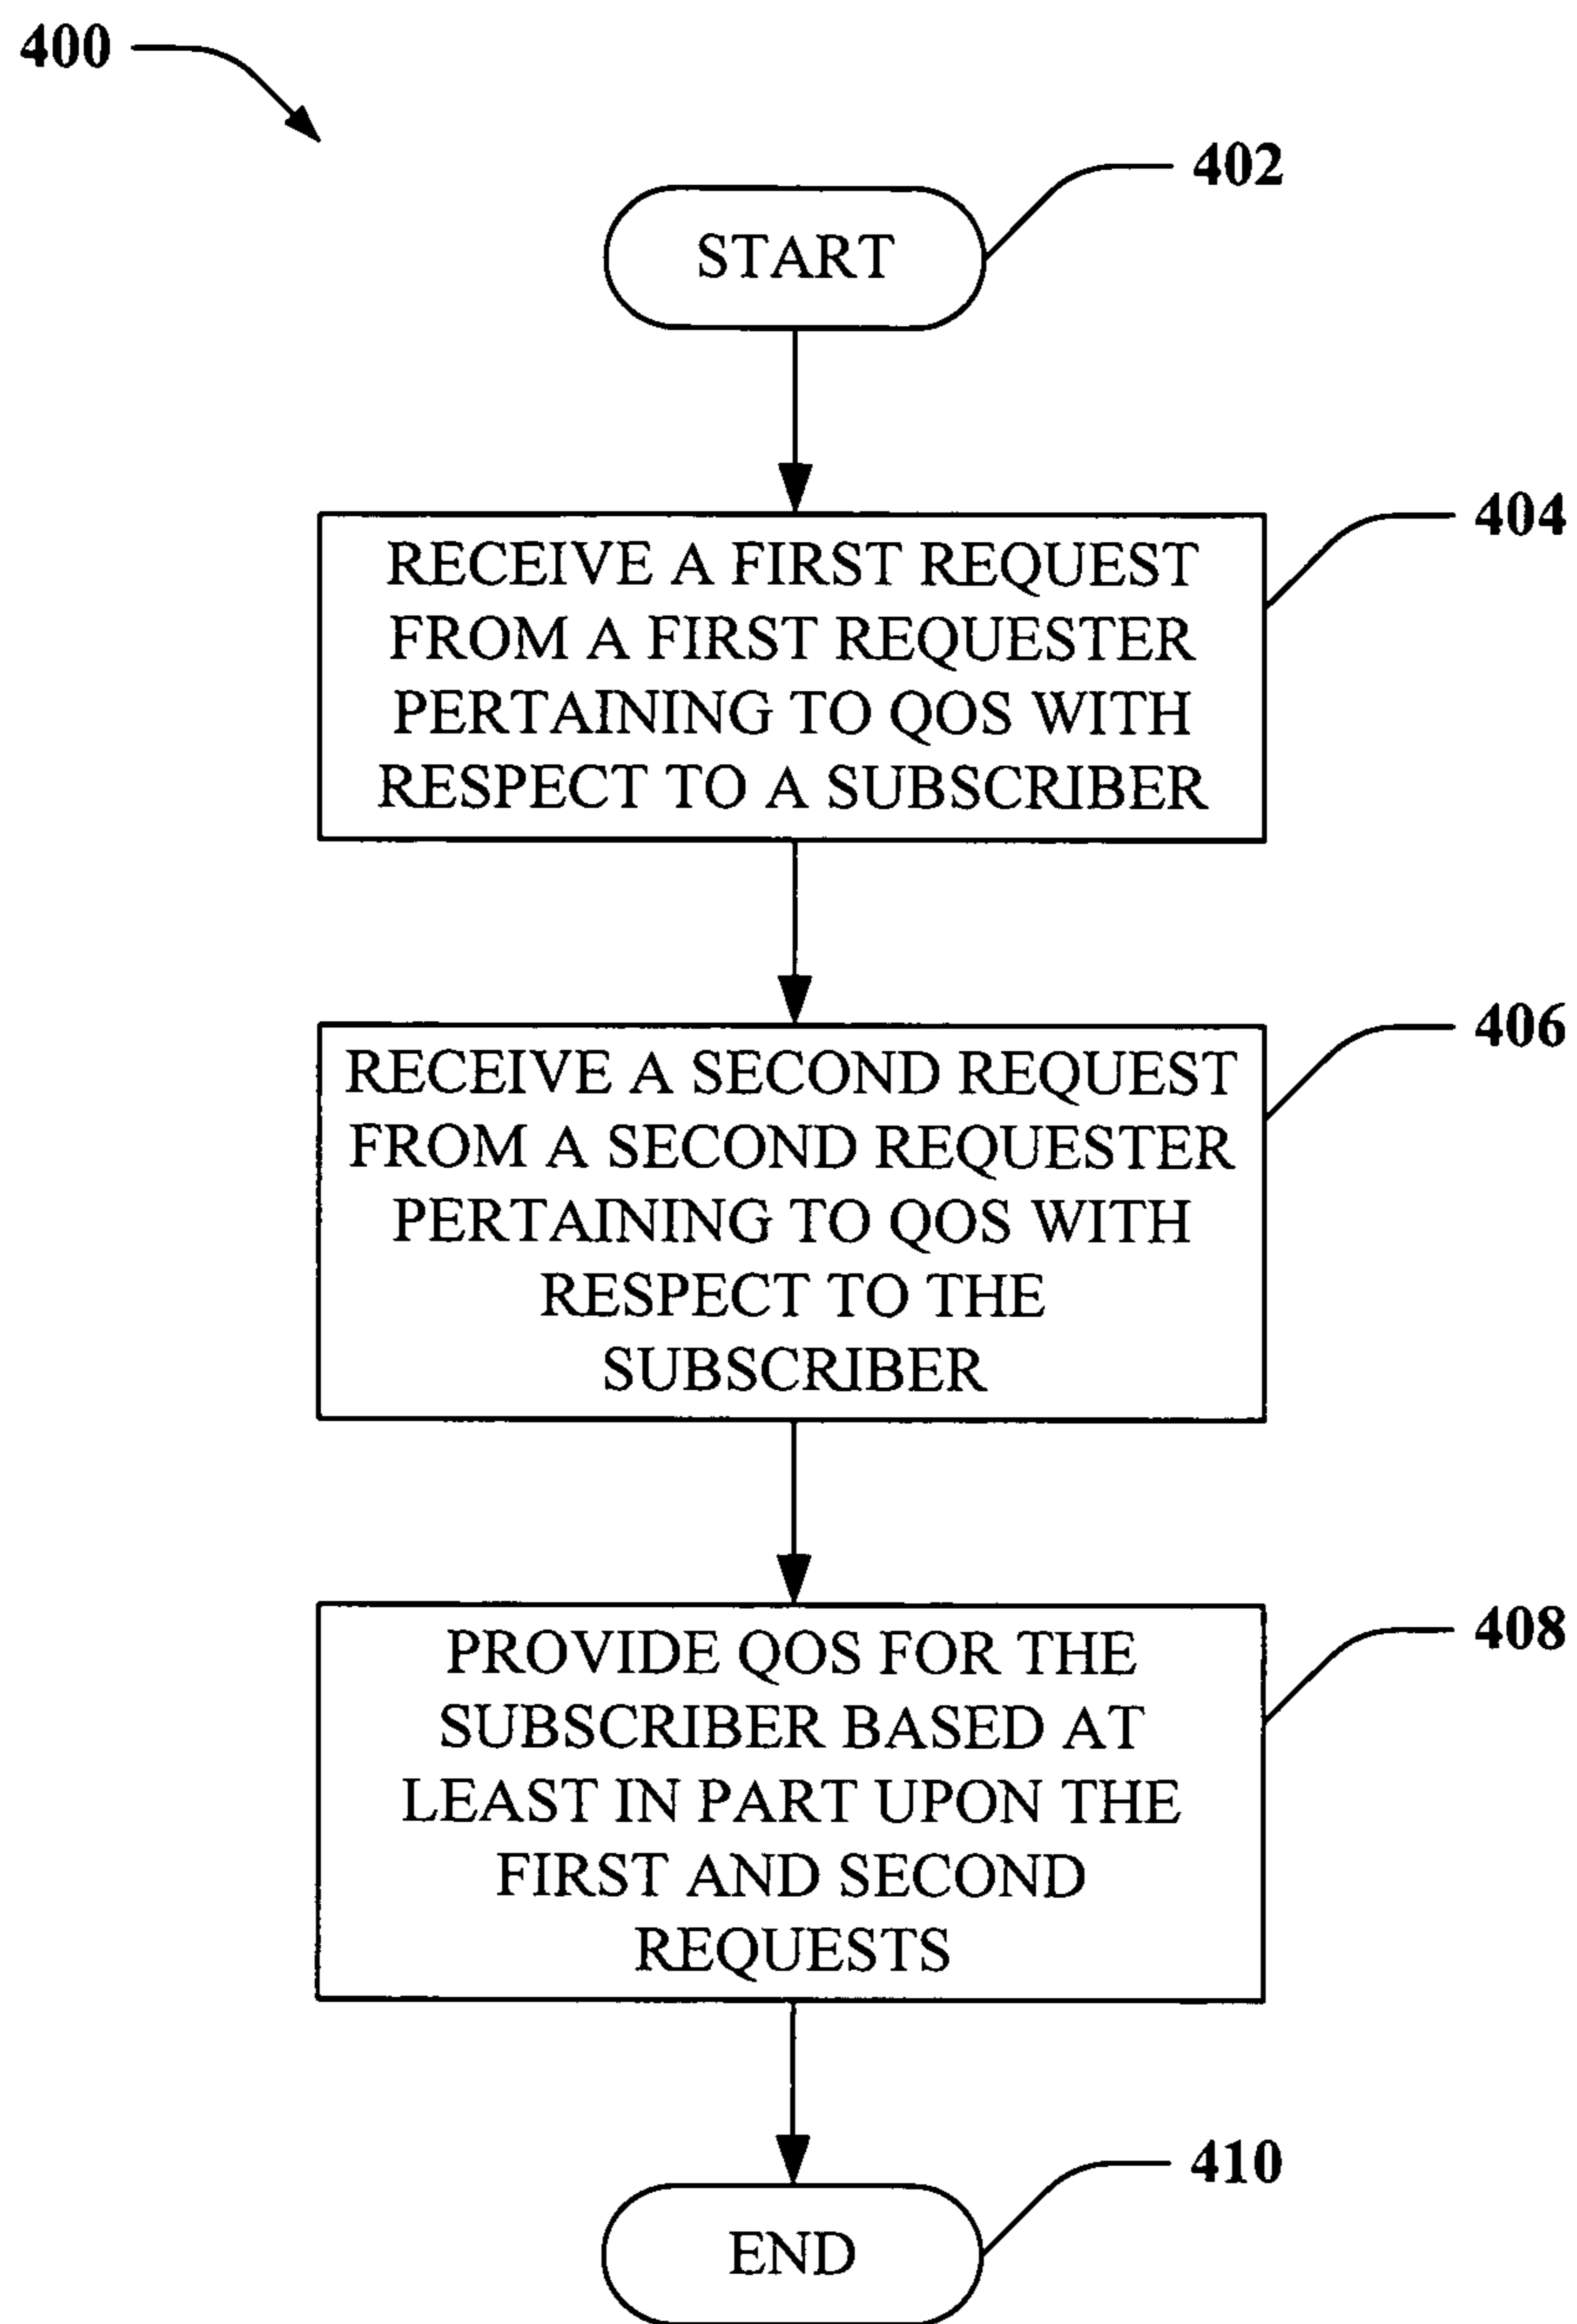 400
402
START
404
RECEIVE A FIRST REQUEST
FROM A FIRST REQUESTER
PERTAINING TO QOS WITH
RESPECT TO A SUBSCRIBER
406
RECEIVE A SECOND REQUEST
FROM A SECOND REQUESTER
PERTAINING TO QOS WITH
RESPECT TO THE
SUBSCRIBER
408
PROVIDE QOS FOR THE
SUBSCRIBER BASED AT
LEAST IN PART UPON THE
FIRST AND SECOND
REQUESTS
410
END